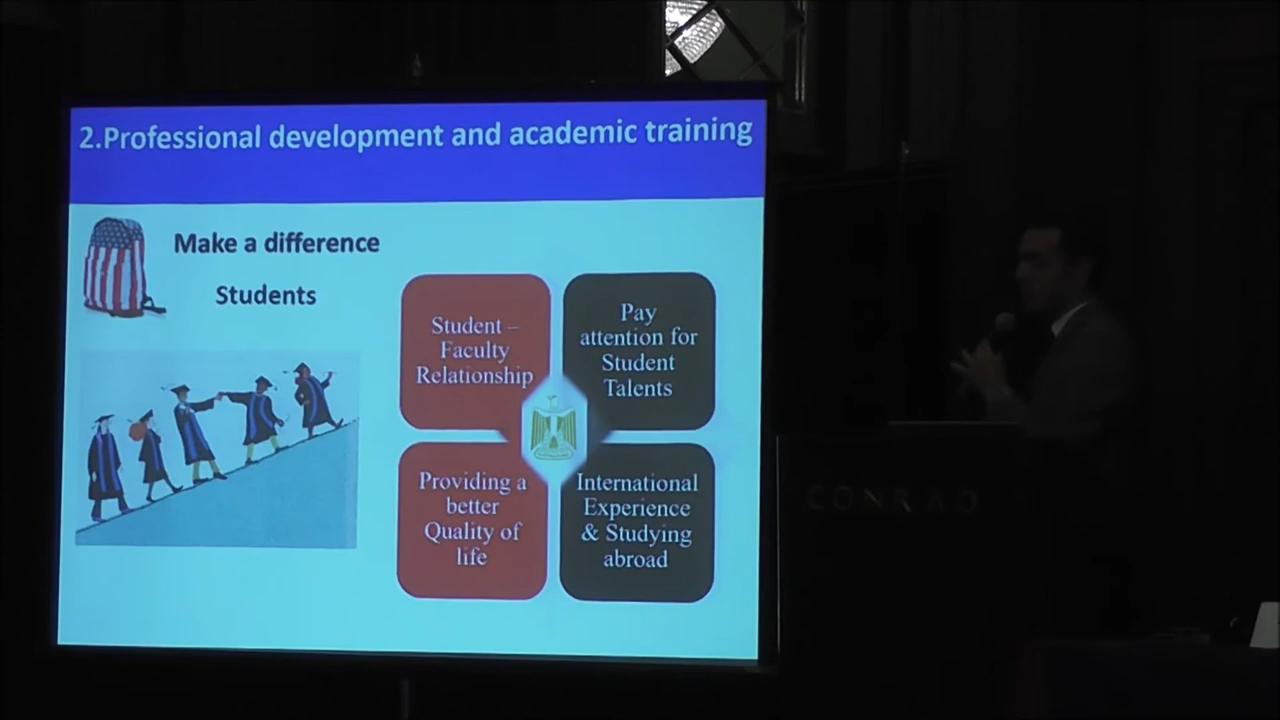 2.Professional development and academic training
Make a difference
Students
Student –
Faculty
Relationship
Pay
attention for
Student
Talents
Providing a
better
Quality of
life
International
Experience
& Studying
abroad
CONRAD